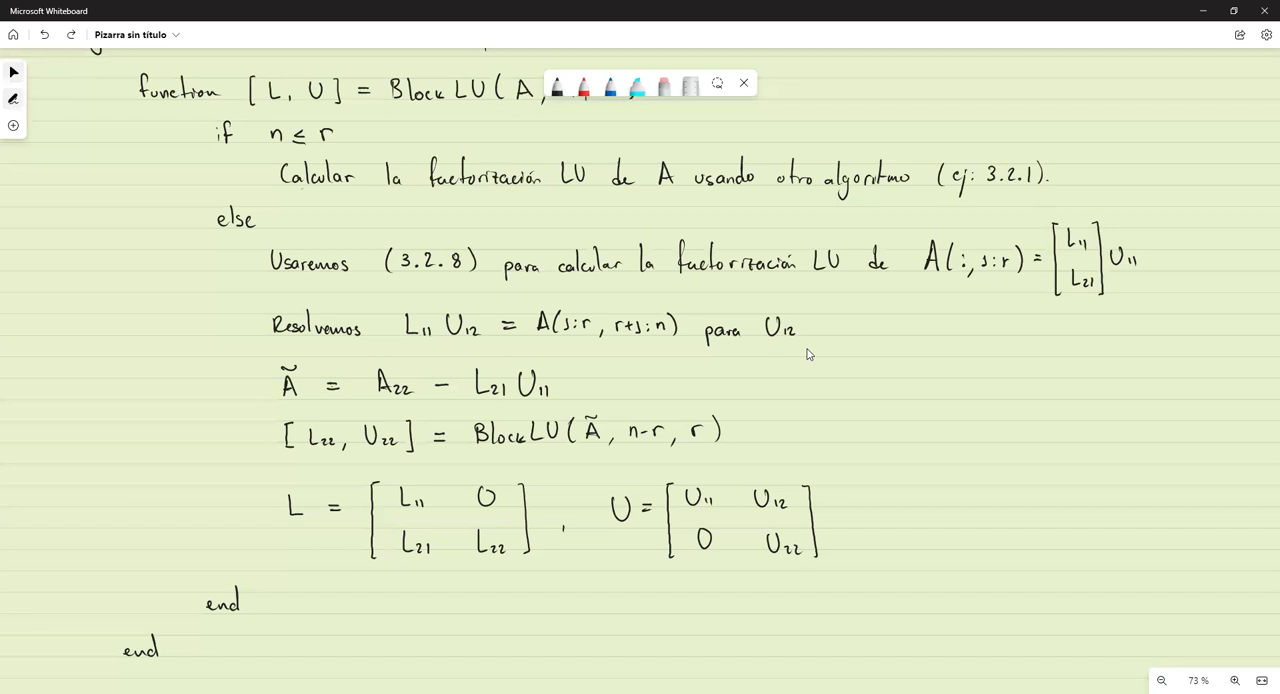 Microsoft Whiteboard
Pizarra sin título
function [L, U] = BlockLU(A,
if n ≤ r
Calcular la factorización LU de A usando otro algoritmo (ej: 3.2.1).
else
Usaremos (3.2.8) para calcular la factorización LU de A(:,1:r) = [L11; L21] U11
Resolvemos L11 U12 = A(1:r, r+1:n) para U12
Ã = A22 - L21 U11
[L22, U22] = BlockLU(Ã, n-r, r)
L = [L11 0; L21 L22], U = [U11 U12; 0 U22]
end
end
73 %